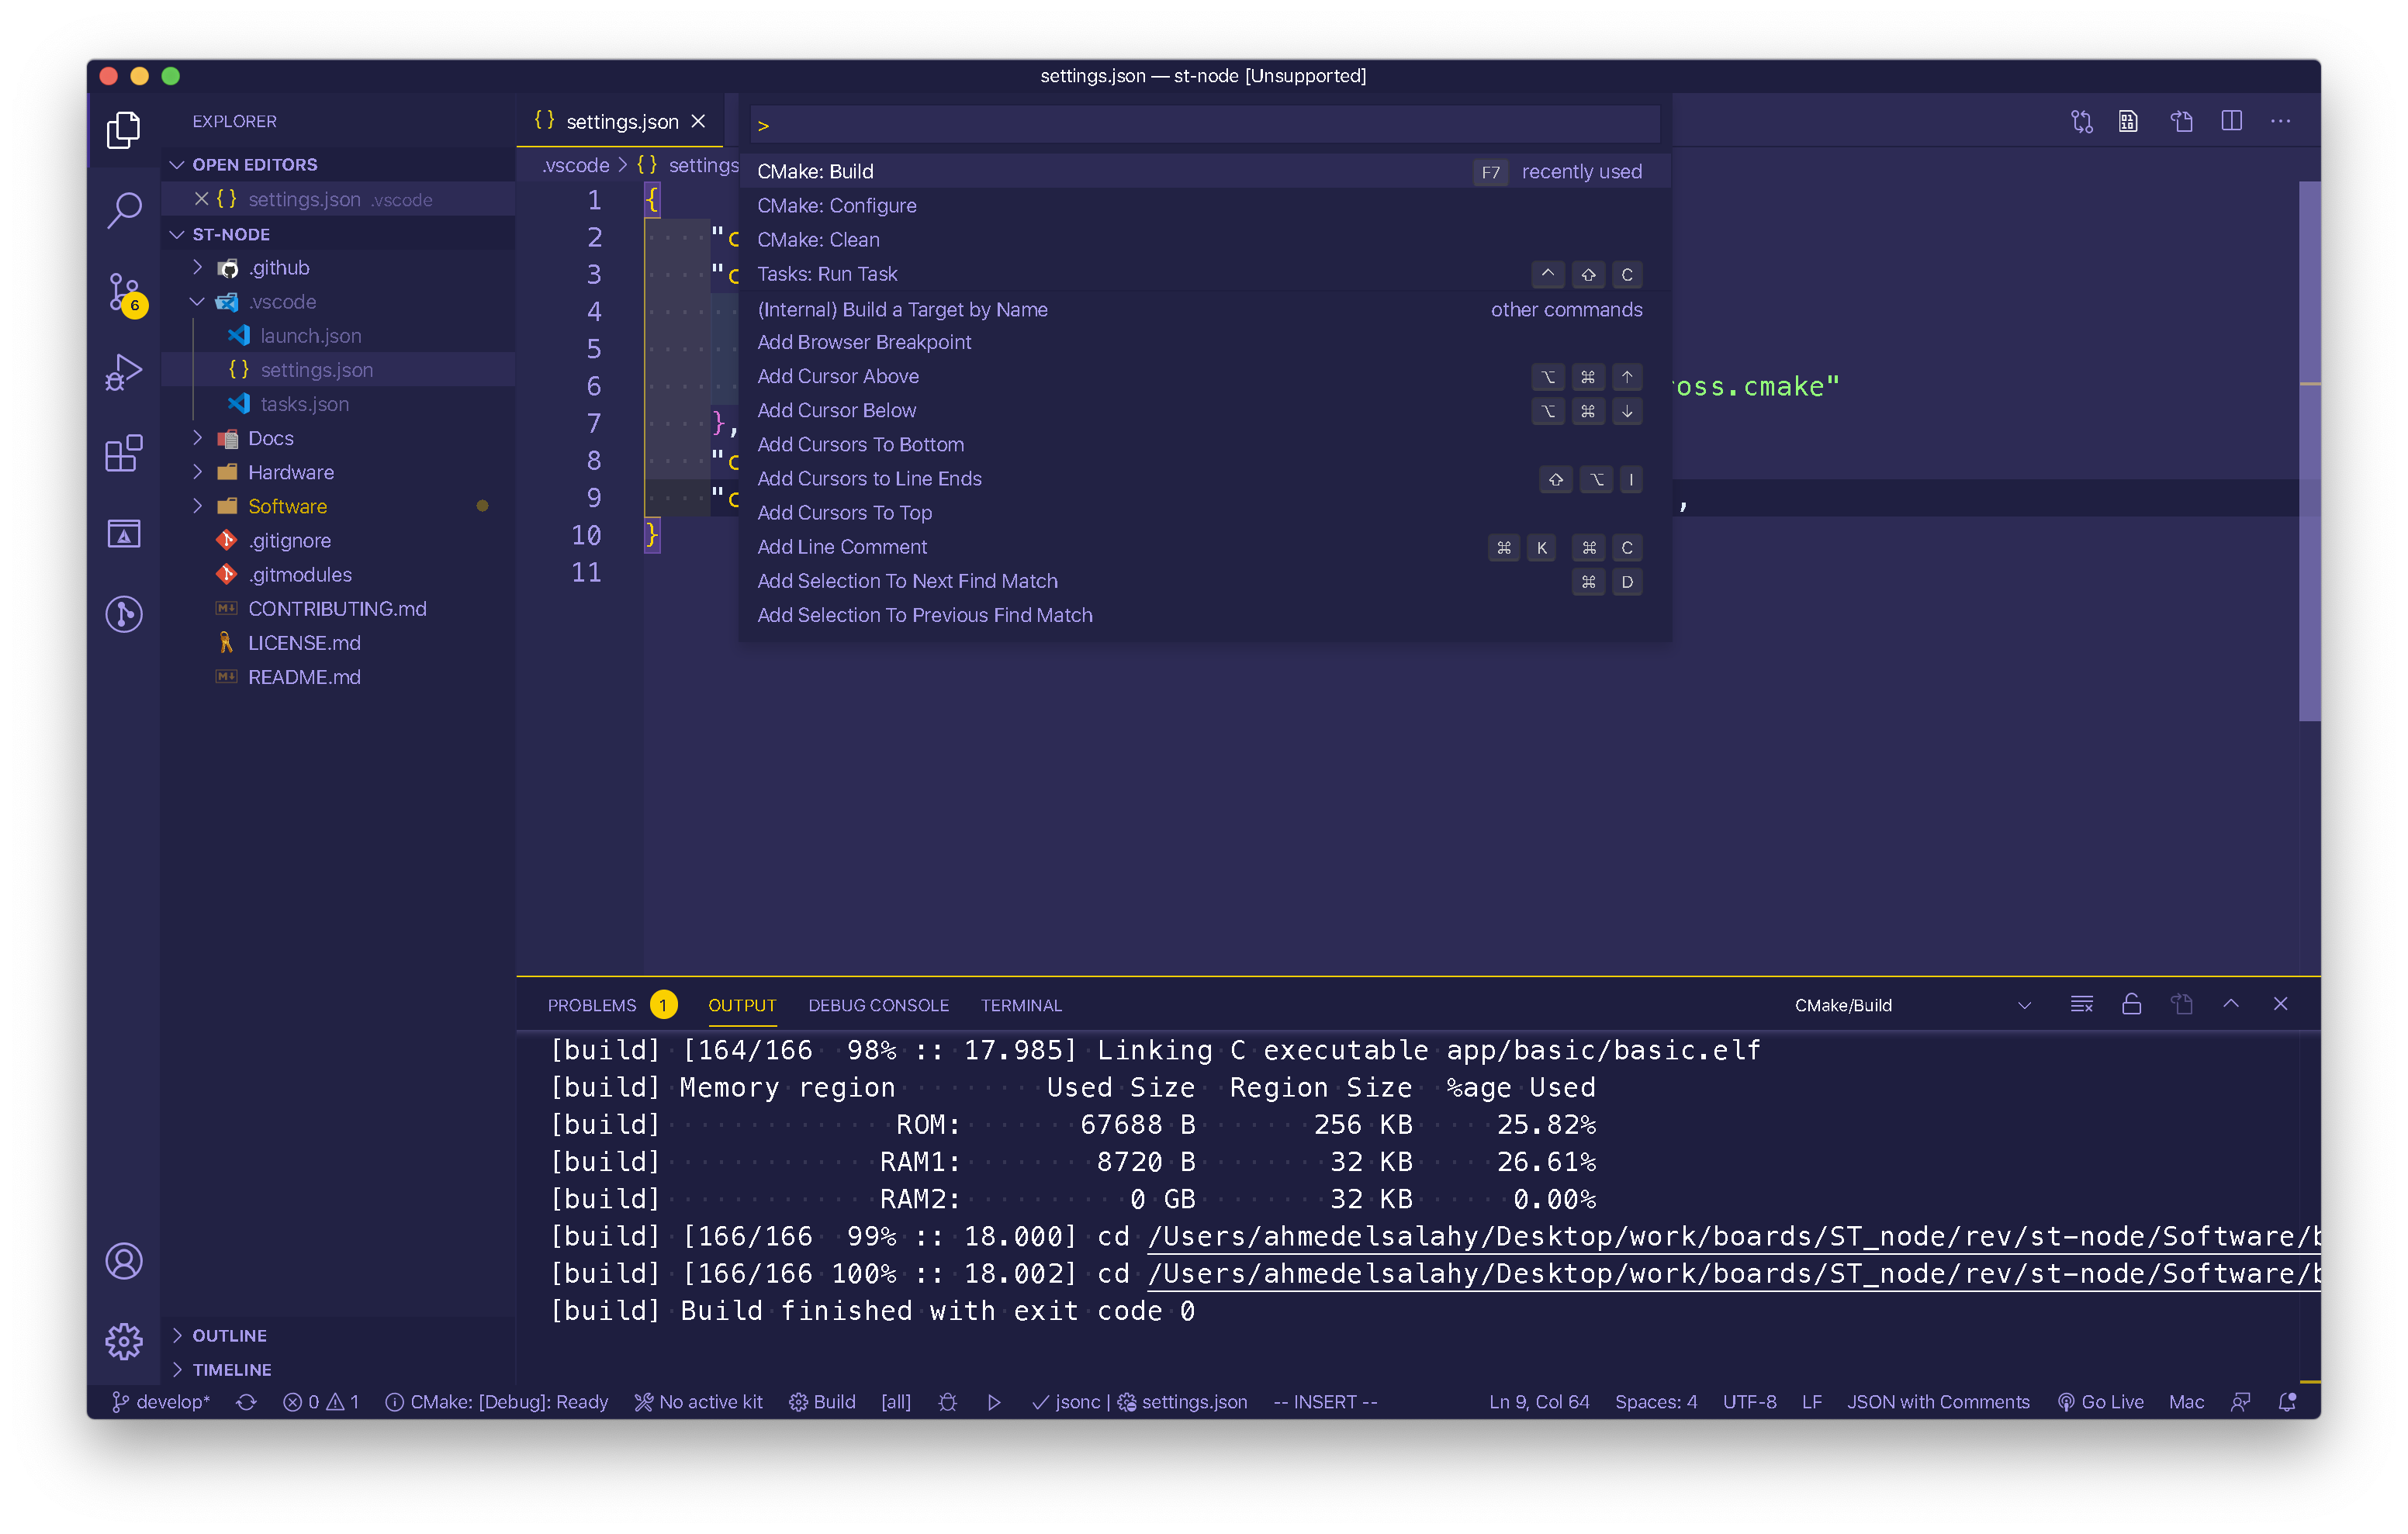 settings.json — st-node [Unsupported]
EXPLORER
OPEN EDITORS
settings.json .vscode
ST-NODE
.github
.vscode
launch.json
settings.json
tasks.json
Docs
Hardware
Software
.gitignore
.gitmodules
CONTRIBUTING.md
LICENSE.md
README.md
OUTLINE
TIMELINE
6
{} settings.json
.vscode > {} settings
>
CMake: Build F7 recently used
CMake: Configure
CMake: Clean
Tasks: Run Task ^ ⇧ C
(Internal) Build a Target by Name other commands
Add Browser Breakpoint
Add Cursor Above ⌥ ⌘ ↑
Add Cursor Below ⌥ ⌘ ↓
Add Cursors To Bottom
Add Cursors to Line Ends ⇧ ⌥ I
Add Cursors To Top
Add Line Comment ⌘ K ⌘ C
Add Selection To Next Find Match ⌘ D
Add Selection To Previous Find Match
1 {
2 "c
3 "c
4
5
6 oss.cmake"
7 },
8 "c
9 "c ,
10 }
11
PROBLEMS 1 OUTPUT DEBUG CONSOLE TERMINAL CMake/Build
[build] [164/166 98% :: 17.985] Linking C executable app/basic/basic.elf
[build] Memory region Used Size Region Size %age Used
[build] ROM: 67688 B 256 KB 25.82%
[build] RAM1: 8720 B 32 KB 26.61%
[build] RAM2: 0 GB 32 KB 0.00%
[build] [166/166 99% :: 18.000] cd /Users/ahmedelsalahy/Desktop/work/boards/ST_node/rev/st-node/Software/b
[build] [166/166 100% :: 18.002] cd /Users/ahmedelsalahy/Desktop/work/boards/ST_node/rev/st-node/Software/b
[build] Build finished with exit code 0
develop* 0 1 CMake: [Debug]: Ready No active kit Build [all] jsonc | settings.json -- INSERT -- Ln 9, Col 64 Spaces: 4 UTF-8 LF JSON with Comments Go Live Mac